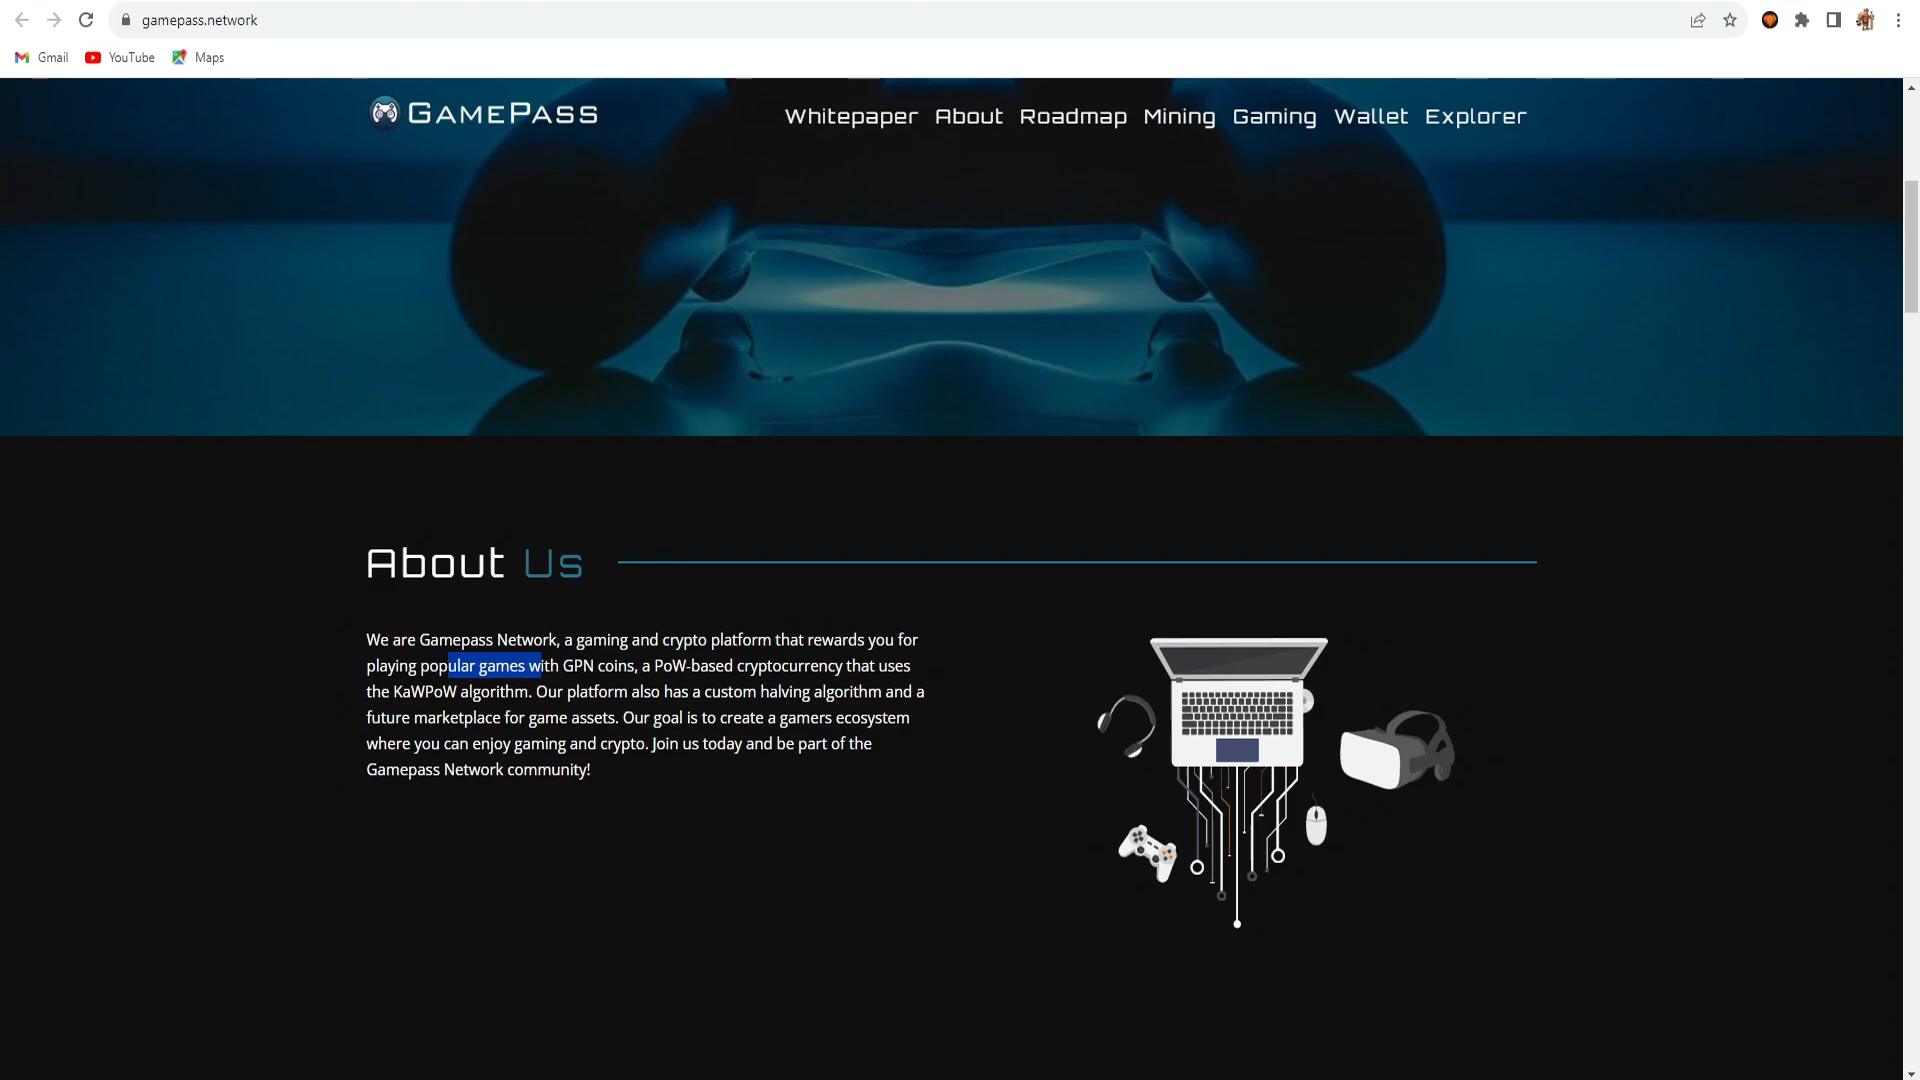 gamepass.network
Gmail YouTube Maps
GAMEPASS Whitepaper About Roadmap Mining Gaming Wallet Explorer
About Us
We are Gamepass Network, a gaming and crypto platform that rewards you for
playing popular games with GPN coins, a PoW-based cryptocurrency that uses
the KaWPoW algorithm. Our platform also has a custom halving algorithm and a
future marketplace for game assets. Our goal is to create a gamers ecosystem
where you can enjoy gaming and crypto. Join us today and be part of the
Gamepass Network community!